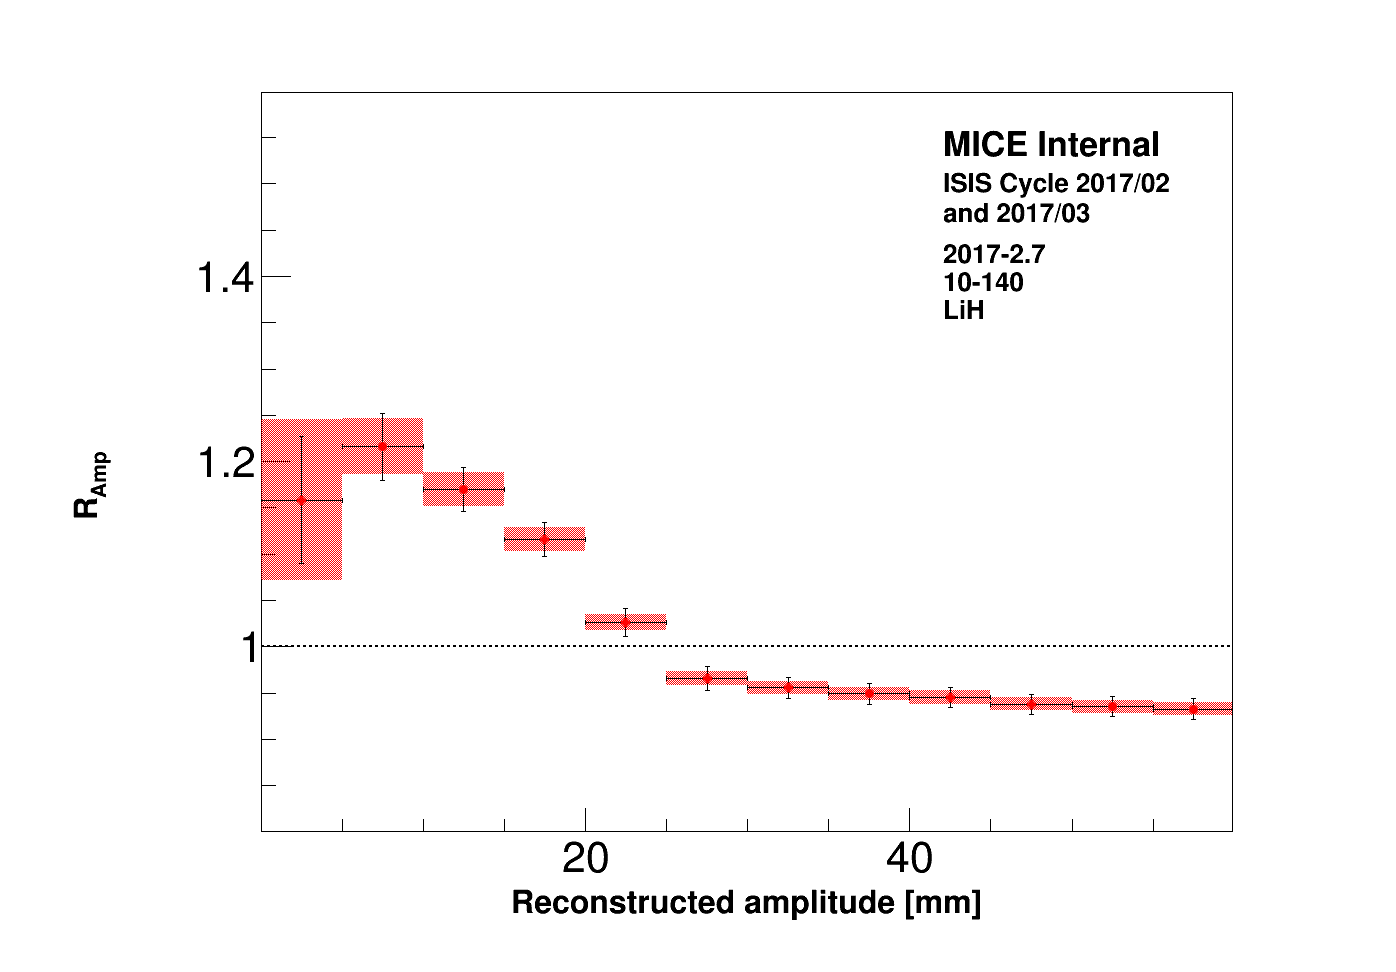 MICE Internal
ISIS Cycle 2017/02
and 2017/03
2017-2.7
10-140
LiH
1.4
1.2
1
R_Amp
20
40
Reconstructed amplitude [mm]